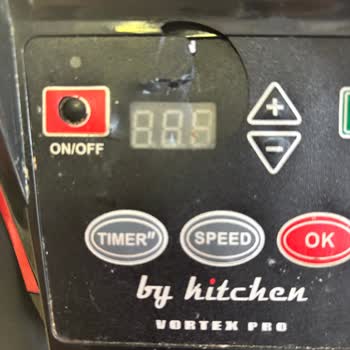 +
ON/OFF
-
TIMER"
SPEED
OK
by kitchen
VORTEX PRO